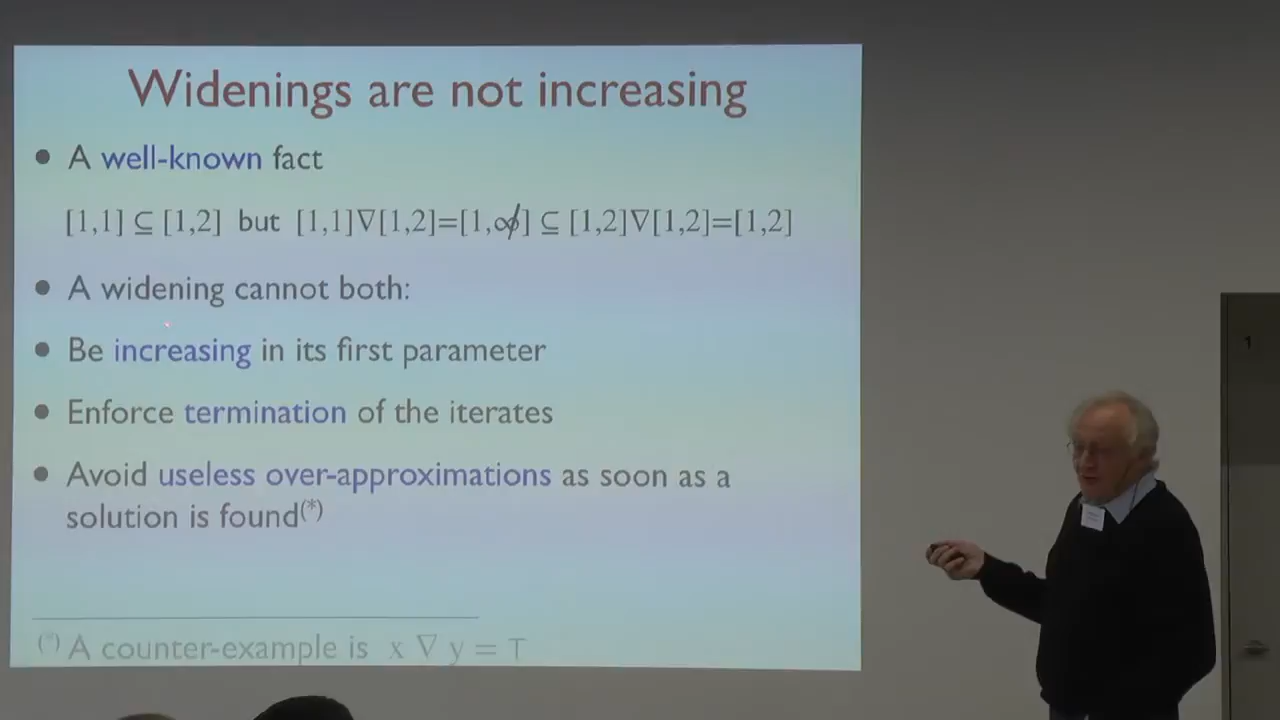 Widenings are not increasing
• A well-known fact
[1,1] ⊆ [1,2] but [1,1]∇[1,2]=[1,∞] ⊈ [1,2]∇[1,2]=[1,2]
• A widening cannot both:
• Be increasing in its first parameter
• Enforce termination of the iterates
• Avoid useless over-approximations as soon as a
solution is found(*)
(*) A counter-example is x ∇ y = ⊤
1